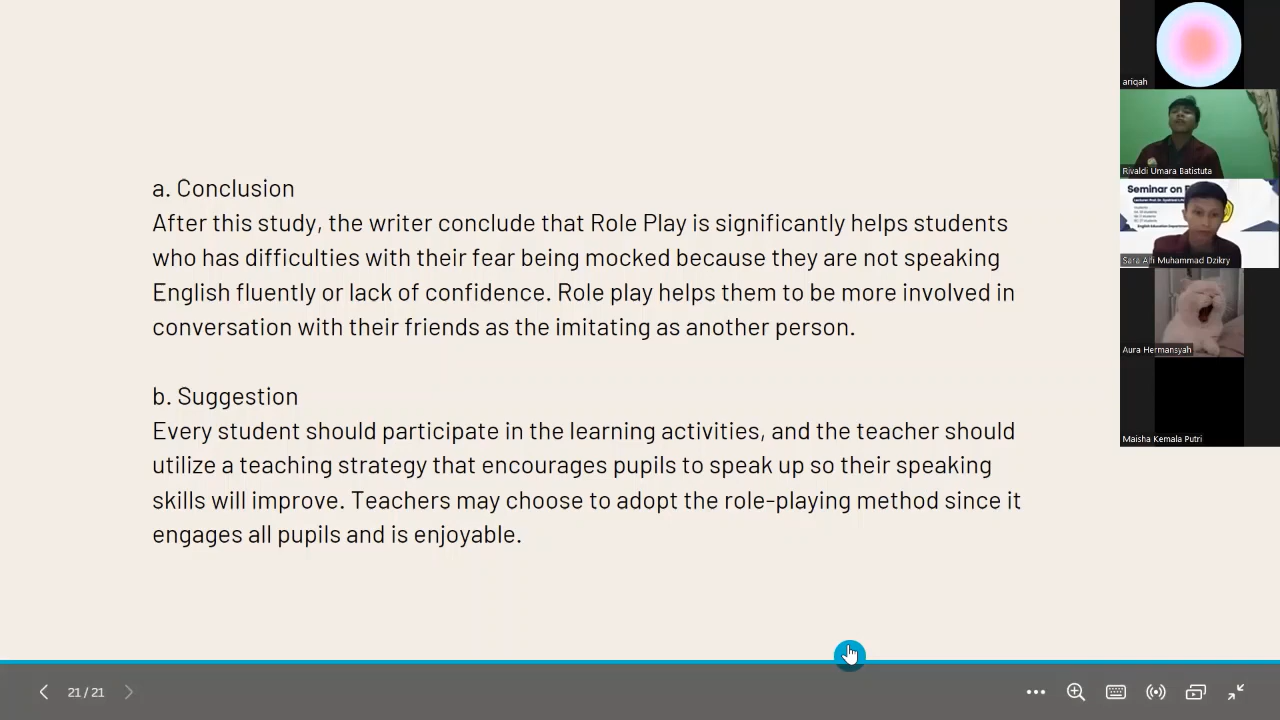 a. Conclusion
After this study, the writer conclude that Role Play is significantly helps students
who has difficulties with their fear being mocked because they are not speaking
English fluently or lack of confidence. Role play helps them to be more involved in
conversation with their friends as the imitating as another person.
b. Suggestion
Every student should participate in the learning activities, and the teacher should
utilize a teaching strategy that encourages pupils to speak up so their speaking
skills will improve. Teachers may choose to adopt the role-playing method since it
engages all pupils and is enjoyable.
21 / 21
ariqah
Rivaldi Umara Batistuta
Seminar on
Sara Alfi Muhammad Dzikry
Aura Hermansyah
Maisha Kemala Putri